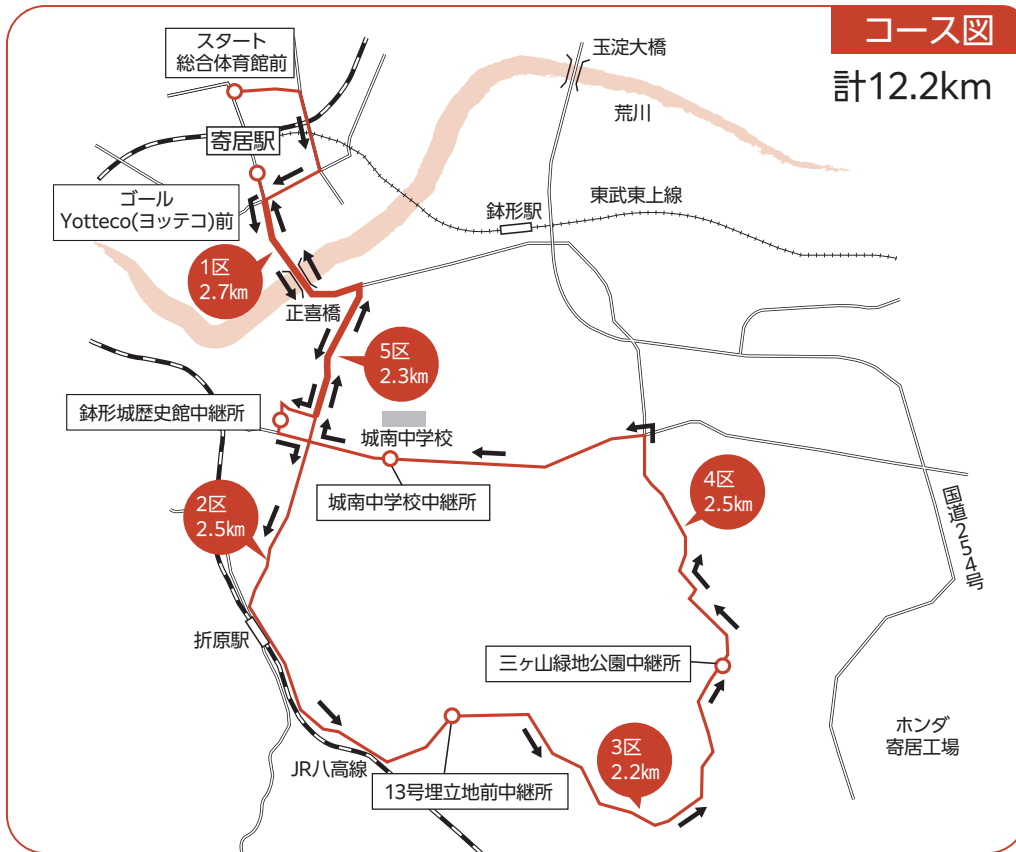 コース図
計12.2km
スタート
総合体育館前
玉淀大橋
荒川
寄居駅
ゴール
Yotteco(ヨッテコ)前
鉢形駅
東武東上線
1区
2.7km
正喜橋
5区
2.3km
鉢形城歴史館中継所
城南中学校
城南中学校中継所
4区
2.5km
国道254号
2区
2.5km
折原駅
三ヶ山緑地公園中継所
ホンダ
寄居工場
3区
2.2km
JR八高線
13号埋立地前中継所